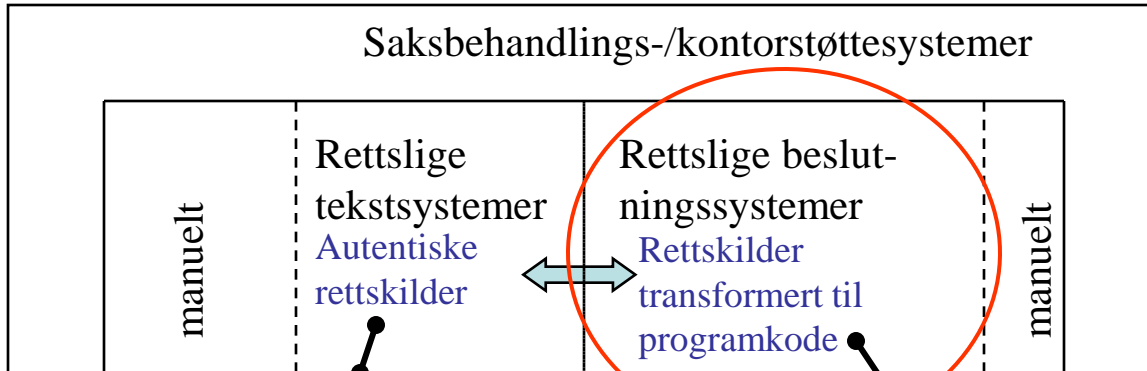 Saksbehandlings-/kontorstøttesystemer
manuelt
Rettslige
tekstsystemer
Autentiske
rettskilder
Rettslige beslut-
ningssystemer
Rettskilder
transformert til
programkode
manuelt